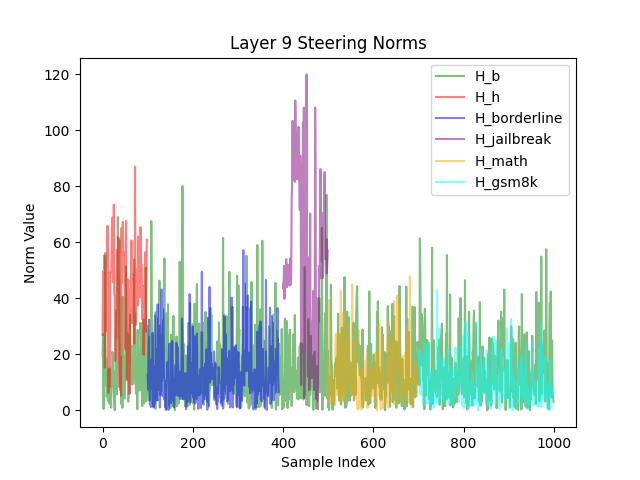 Layer 9 Steering Norms
Norm Value
120
100
80
60
40
20
0
H_b
H_h
H_borderline
H_jailbreak
H_math
H_gsm8k
0
200
400
600
800
1000
Sample Index